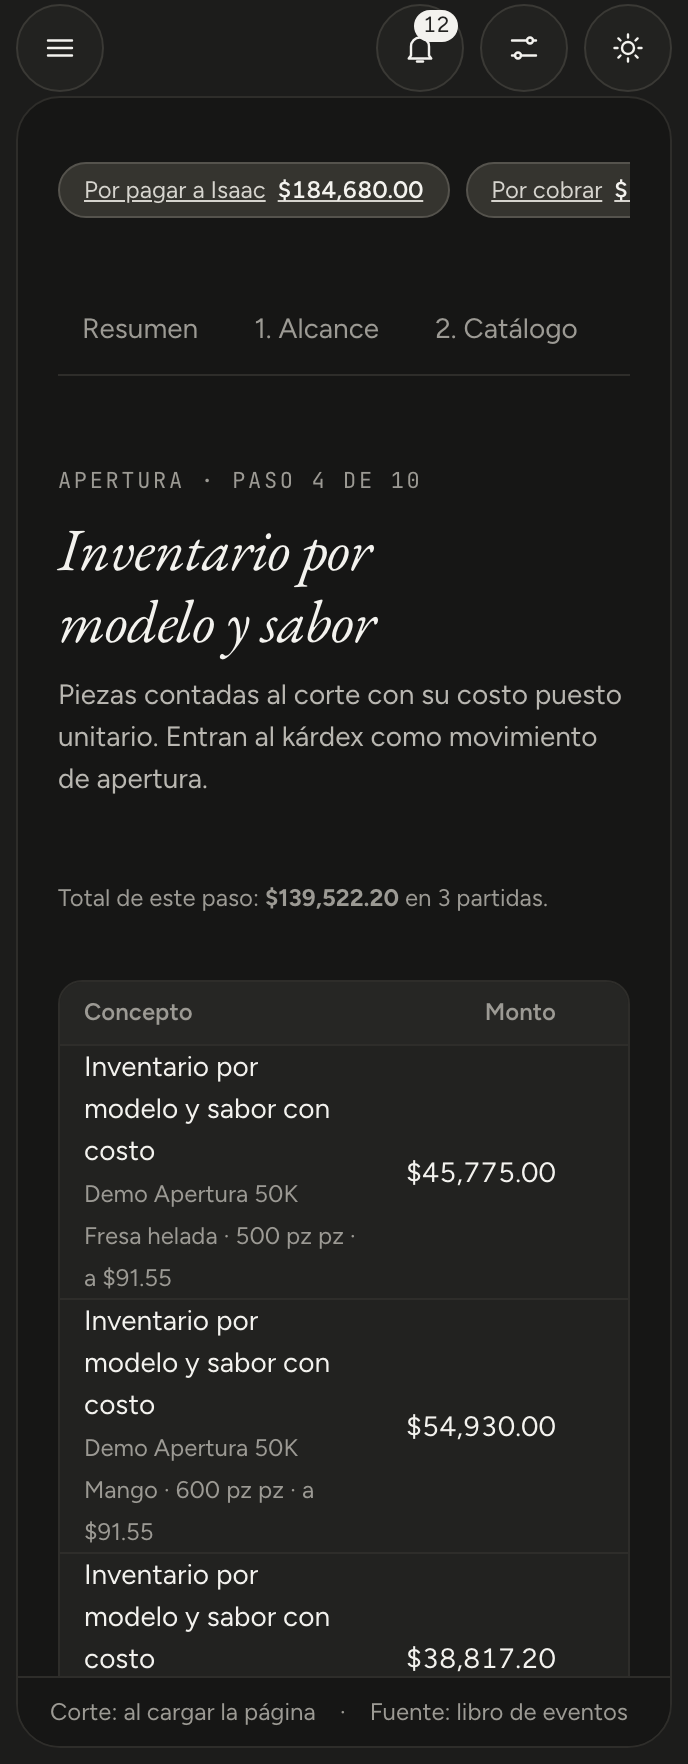 12
Por pagar a Isaac $184,680.00 Por cobrar $
Resumen 1. Alcance 2. Catálogo
APERTURA · PASO 4 DE 10
Inventario por
modelo y sabor
Piezas contadas al corte con su costo puesto
unitario. Entran al kárdex como movimiento
de apertura.
Total de este paso: $139,522.20 en 3 partidas.
Concepto Monto
Inventario por
modelo y sabor con
costo
$45,775.00
Demo Apertura 50K
Fresa helada · 500 pz pz ·
a $91.55
Inventario por
modelo y sabor con
costo
$54,930.00
Demo Apertura 50K
Mango · 600 pz pz · a
$91.55
Inventario por
modelo y sabor con
costo
$38,817.20
Corte: al cargar la página · Fuente: libro de eventos